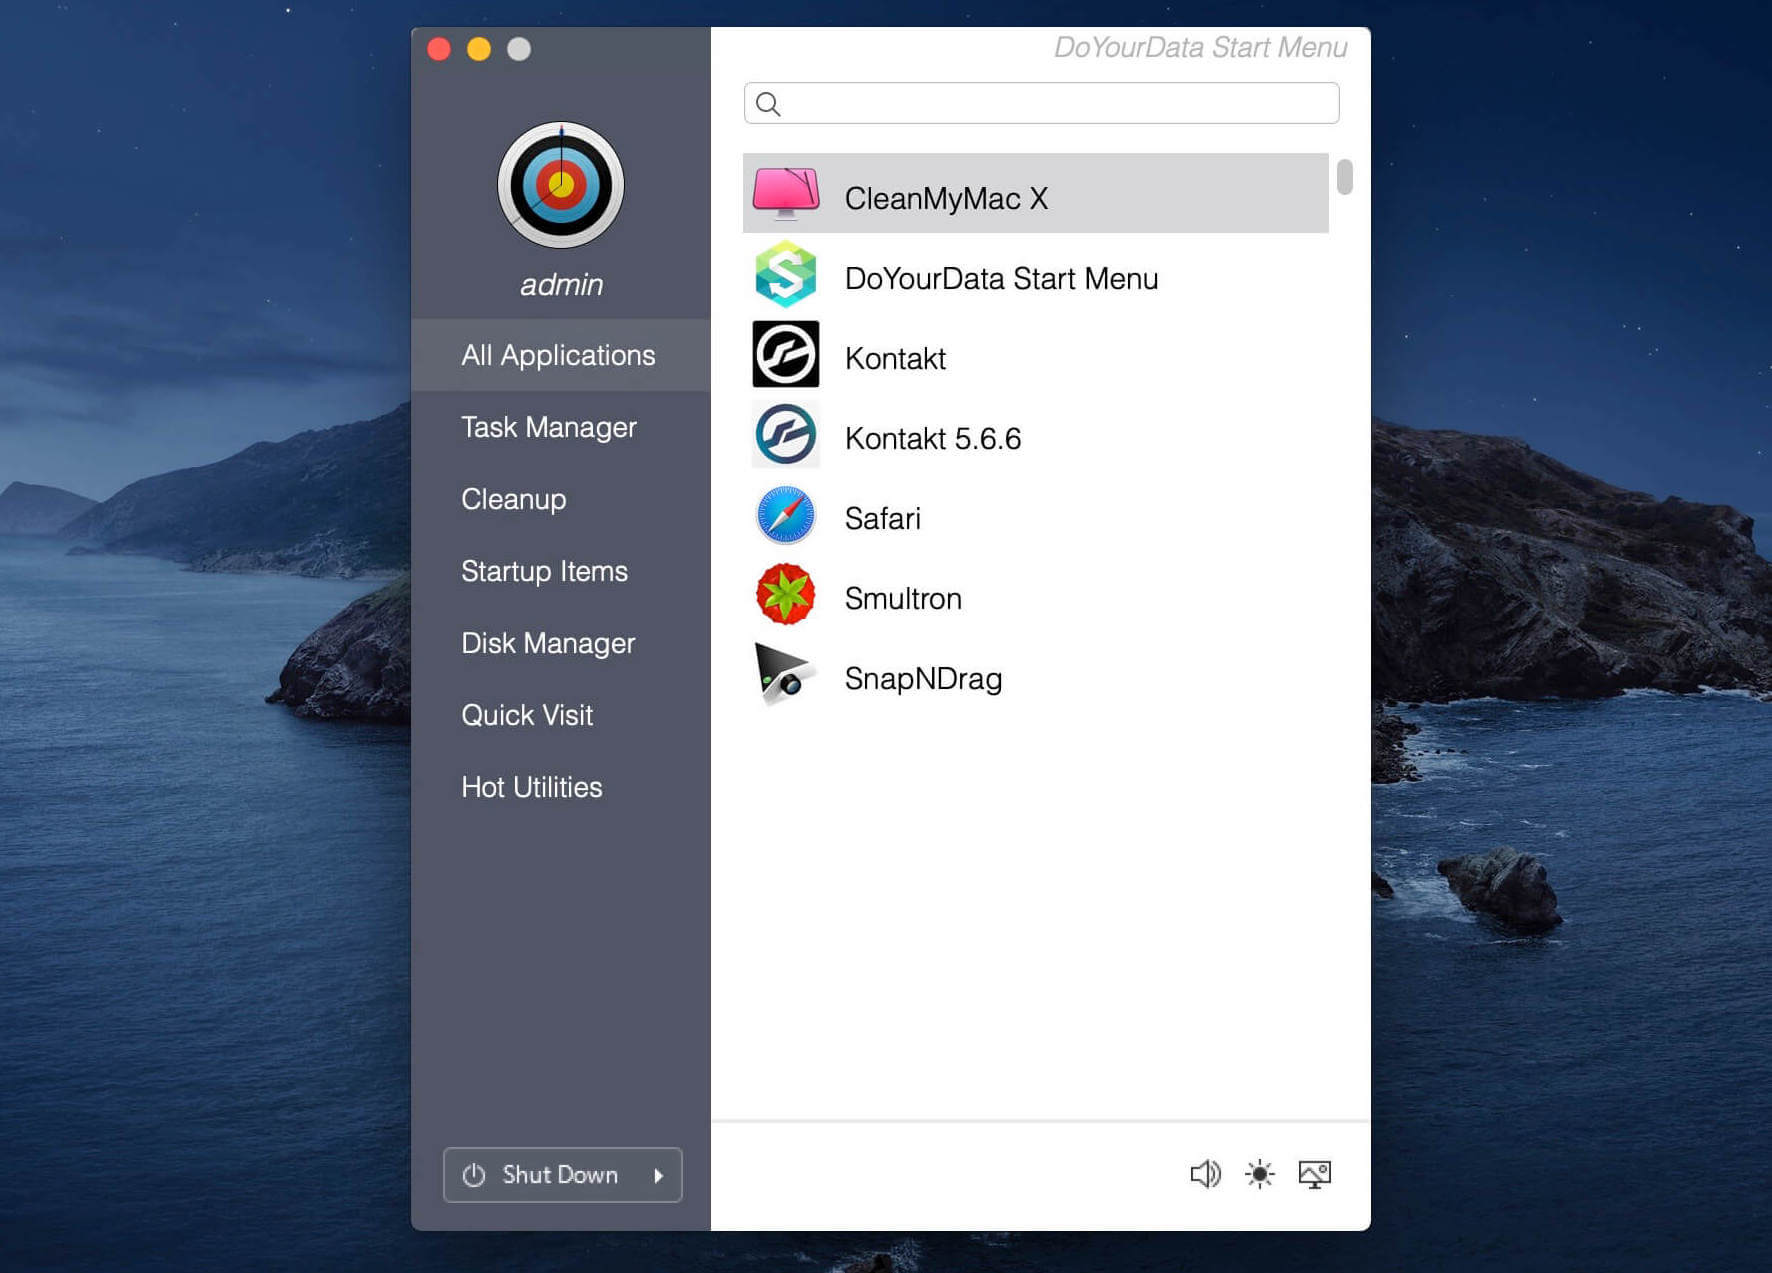 DoYourData Start Menu
admin
All Applications
Task Manager
Cleanup
Startup Items
Disk Manager
Quick Visit
Hot Utilities
Shut Down
CleanMyMac X
DoYourData Start Menu
Kontakt
Kontakt 5.6.6
Safari
Smultron
SnapNDrag